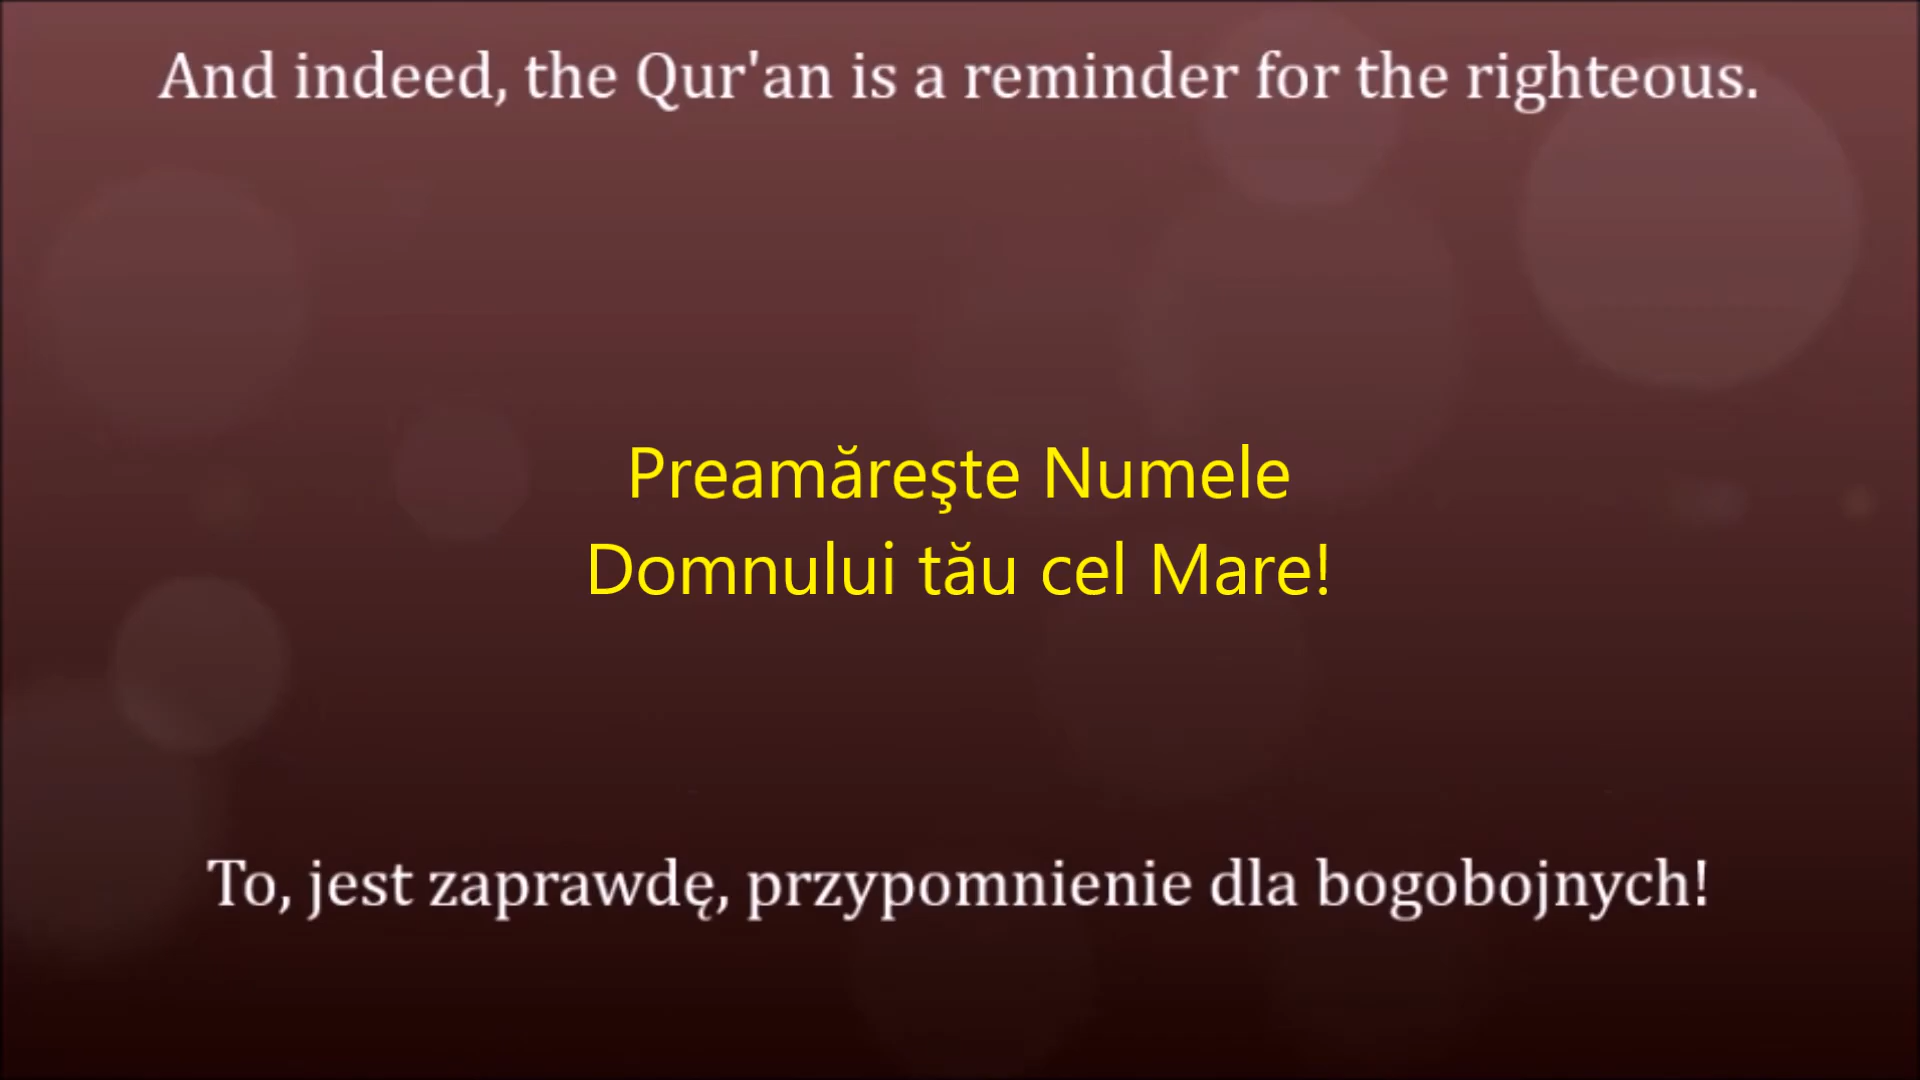 And indeed, the Qur'an is a reminder for the righteous.
Preamăreşte Numele
Domnului tău cel Mare!
To, jest zaprawdę, przypomnienie dla bogobojnych!